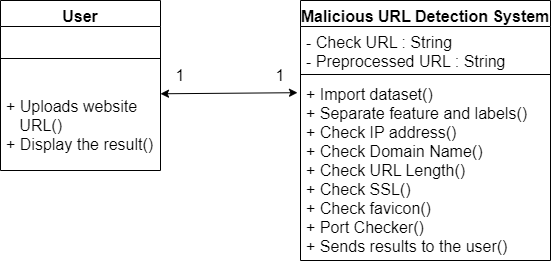 User
+ Uploads website
URL()
+ Display the result()
1
1
Malicious URL Detection System
- Check URL : String
- Preprocessed URL : String
+ Import dataset()
+ Separate feature and labels()
+ Check IP address()
+ Check Domain Name()
+ Check URL Length()
+ Check SSL()
+ Check favicon()
+ Port Checker()
+ Sends results to the user()